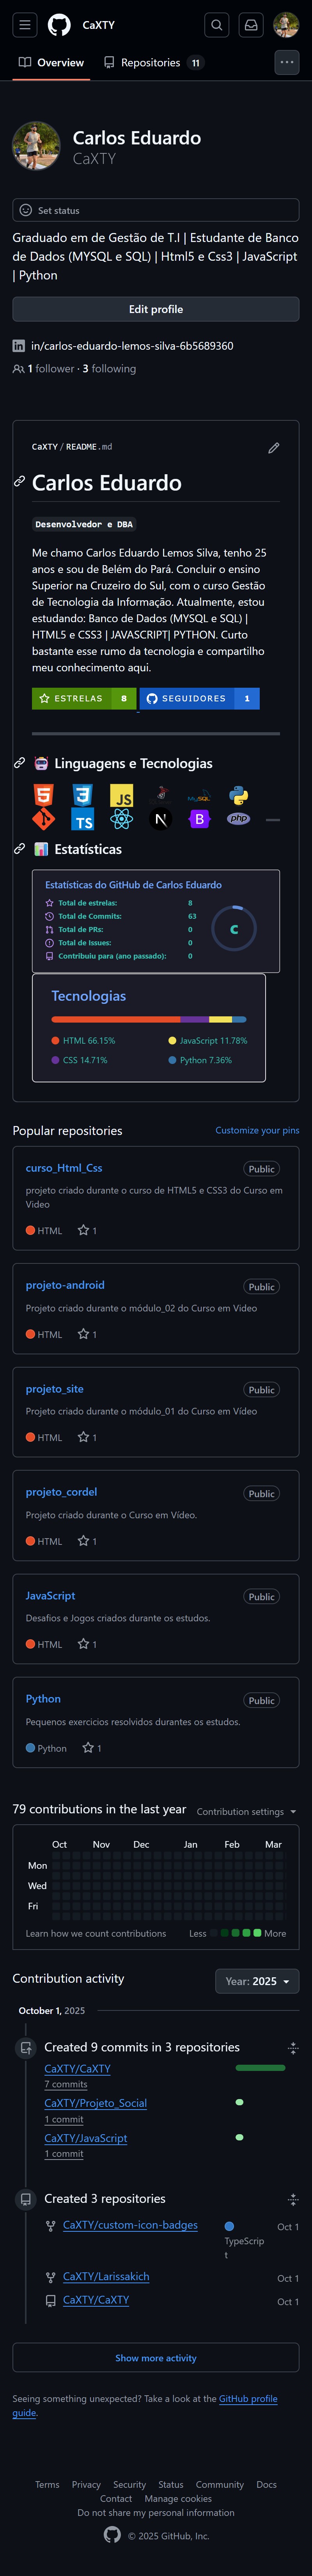 CaXTY
Overview
Repositories 11
Carlos Eduardo
CaXTY
Set status
Graduado em de Gestão de T.I | Estudante de Banco
de Dados (MYSQL e SQL) | Html5 e Css3 | JavaScript
| Python
Edit profile
in/carlos-eduardo-lemos-silva-6b5689360
1 follower · 3 following
CaXTY / README.md
Carlos Eduardo
Desenvolvedor e DBA
Me chamo Carlos Eduardo Lemos Silva, tenho 25
anos e sou de Belém do Pará. Concluir o ensino
Superior na Cruzeiro do Sul, com o curso Gestão
de Tecnologia da Informação. Atualmente, estou
estudando: Banco de Dados (MYSQL e SQL) |
HTML5 e CSS3 | JAVASCRIPT| PYTHON. Curto
bastante esse rumo da tecnologia e compartilho
meu conhecimento aqui.
ESTRELAS 8 SEGUIDORES 1
Linguagens e Tecnologias
JS MySQL
TS N B php
Estatísticas
Estatísticas do GitHub de Carlos Eduardo
Total de estrelas: 8
Total de Commits: 63
Total de PRs: 0
Total de Issues: 0
Contribuiu para (ano passado): 0
C
Tecnologias
HTML 66.15% JavaScript 11.78%
CSS 14.71% Python 7.36%
Popular repositories Customize your pins
curso_Html_Css Public
projeto criado durante o curso de HTML5 e CSS3 do Curso em
Vídeo
HTML 1
projeto-android Public
Projeto criado durante o módulo_02 do Curso em Video
HTML 1
projeto_site Public
Projeto criado durante o módulo_01 do Curso em Vídeo
HTML 1
projeto_cordel Public
Projeto criado durante o Curso em Vídeo.
HTML 1
JavaScript Public
Desafios e Jogos criados durante os estudos.
HTML 1
Python Public
Pequenos exercicios resolvidos durantes os estudos.
Python 1
79 contributions in the last year Contribution settings
Oct Nov Dec Jan Feb Mar
Mon
Wed
Fri
Learn how we count contributions Less More
Contribution activity Year: 2025
October 1, 2025
Created 9 commits in 3 repositories
CaXTY/CaXTY
7 commits
CaXTY/Projeto_Social
1 commit
CaXTY/JavaScript
1 commit
Created 3 repositories
CaXTY/custom-icon-badges TypeScrip Oct 1
t
CaXTY/Larissakich Oct 1
CaXTY/CaXTY Oct 1
Show more activity
Seeing something unexpected? Take a look at the GitHub profile
guide.
Terms Privacy Security Status Community Docs
Contact Manage cookies
Do not share my personal information
© 2025 GitHub, Inc.